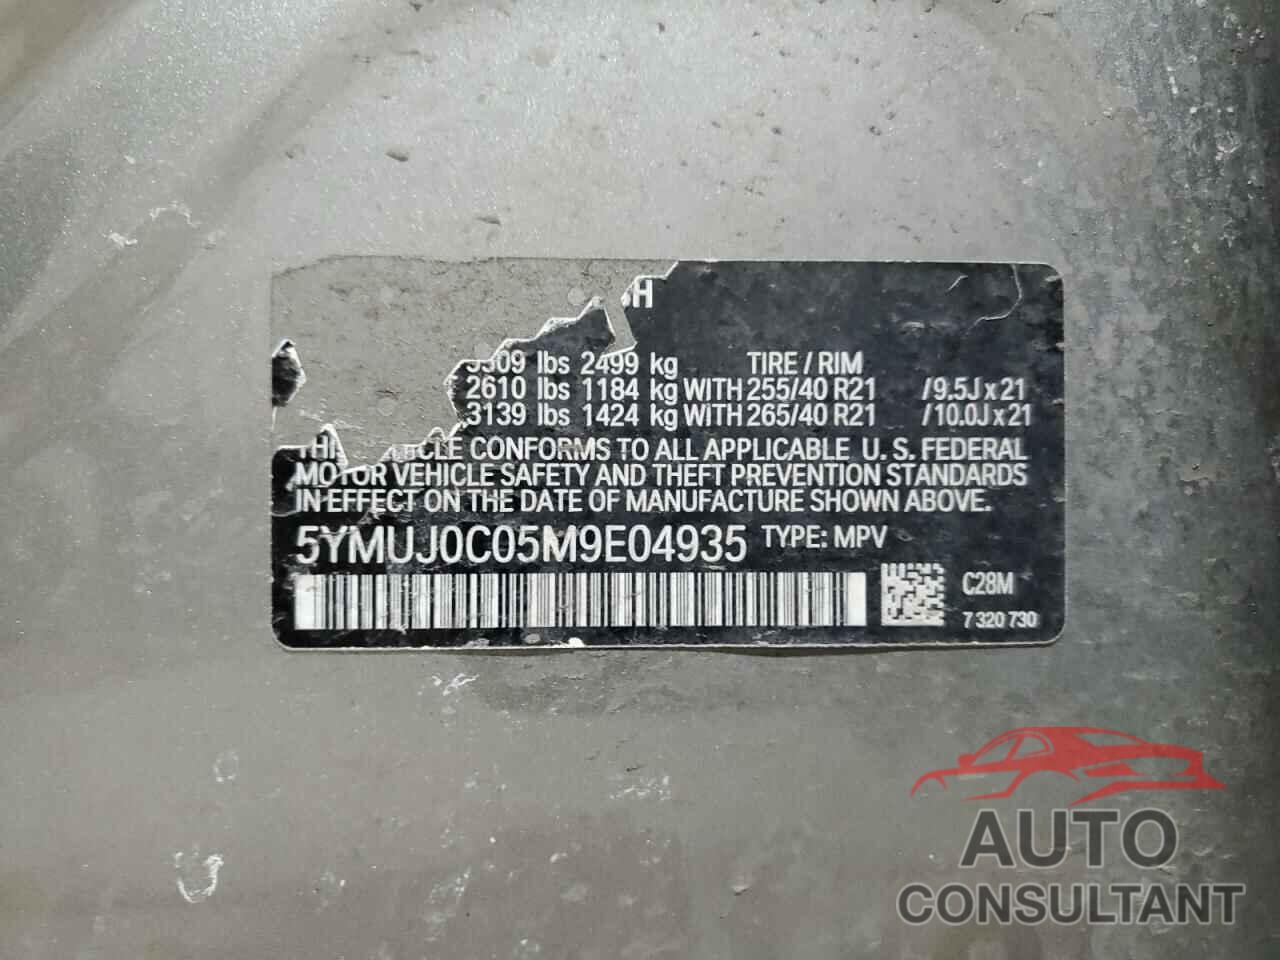 5509 lbs 2499 kg TIRE / RIM
2610 lbs 1184 kg WITH 255/40 R21 /9.5J x 21
3139 lbs 1424 kg WITH 265/40 R21 /10.0J x 21
CONFORMS TO ALL APPLICABLE U. S. FEDERAL
MOTOR VEHICLE SAFETY AND THEFT PREVENTION STANDARDS
IN EFFECT ON THE DATE OF MANUFACTURE SHOWN ABOVE.
5YMUJ0C05M9E04935 TYPE: MPV
C28M
7 320 730
AUTO
CONSULTANT